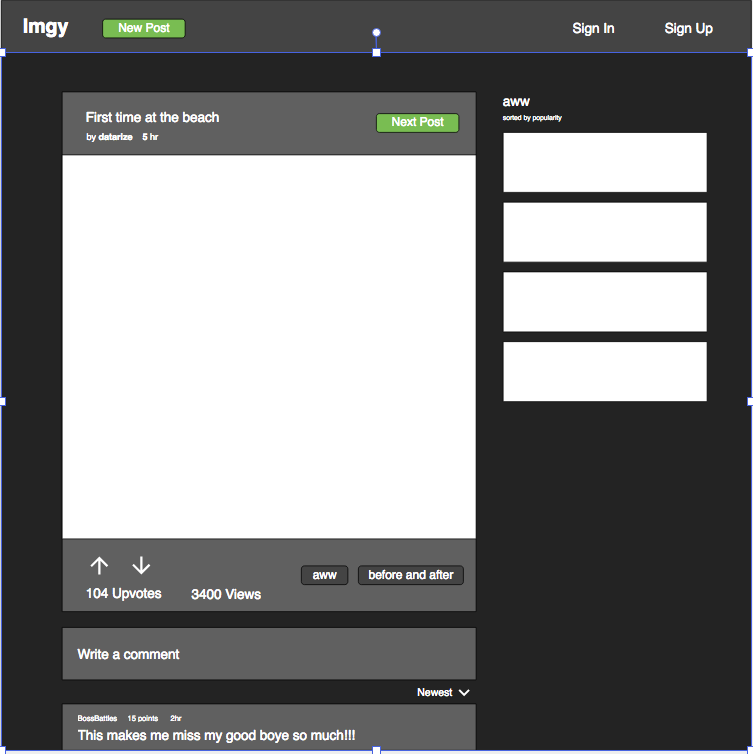 Imgy New Post Sign In Sign Up
First time at the beach
by datarize 5 hr
Next Post
104 Upvotes 3400 Views
aww before and after
Write a comment
Newest
BossBattles 15 points 2hr
This makes me miss my good boye so much!!!
aww
sorted by popularity